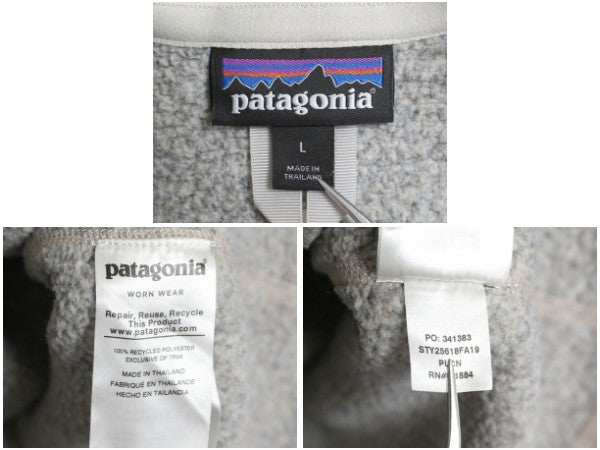 patagonia®
L
MADE IN
THAILAND
patagonia®
WORN WEAR
Repair, Reuse, Recycle
This Product
www.patagonia.com
100% RECYCLED POLYESTER
EXCLUSIVE OF TRIM
MADE IN THAILAND
FABRIQUÉ EN THAÏLANDE
HECHO EN TAILANDIA
PO: 341383
STY25618FA19